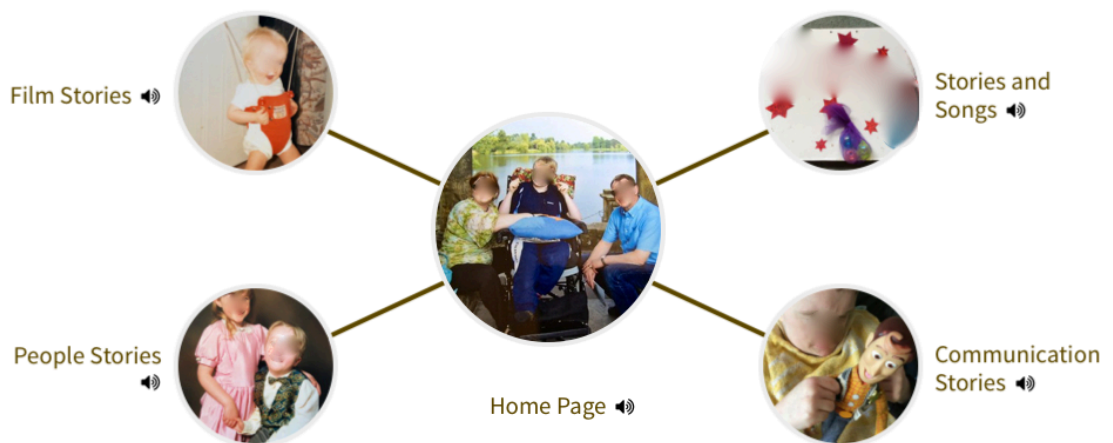 Film Stories
Stories and
Songs
People Stories
Home Page
Communication
Stories